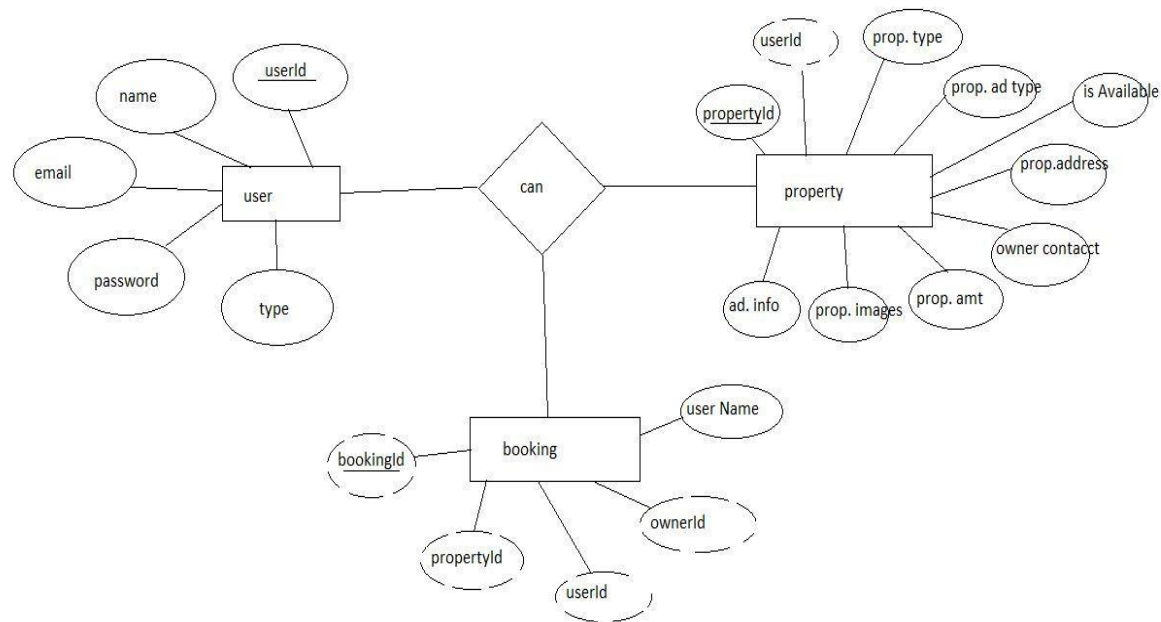 userId
name
email
user
password
type
can
userId
prop. type
prop. ad type
is Available
propertyId
prop.address
property
owner contacct
ad. info
prop. images
prop. amt
user Name
booking
bookingId
ownerId
propertyId
userId